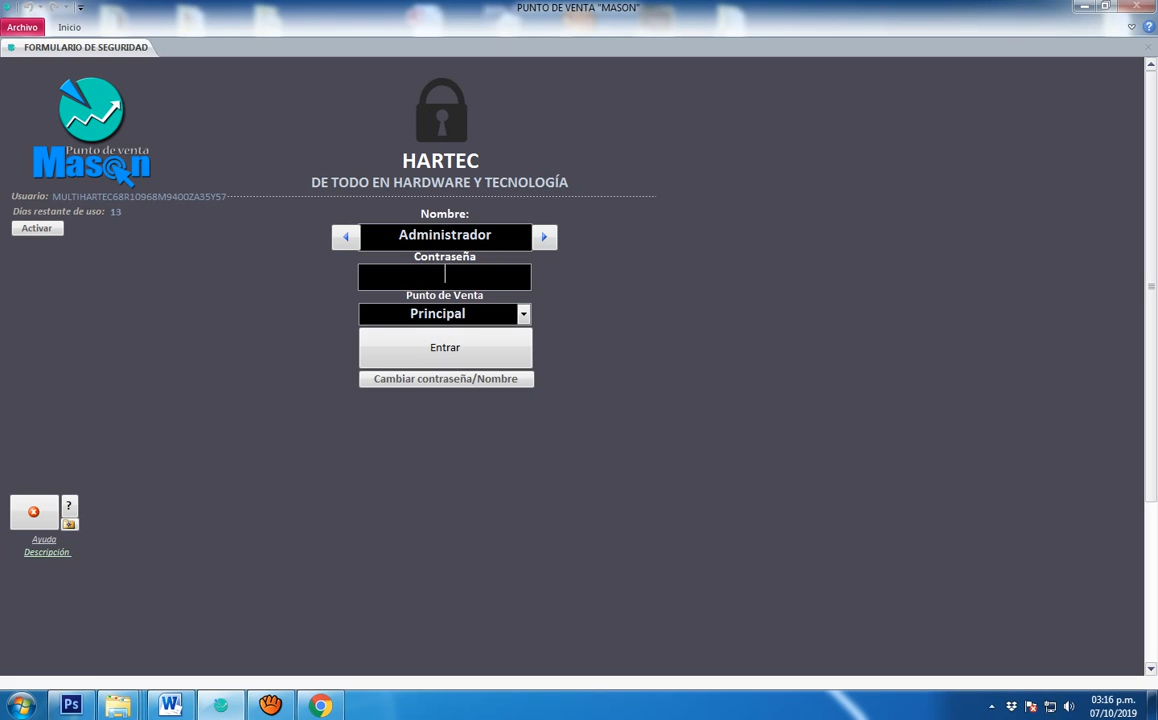 PUNTO DE VENTA "MASON"
Archivo
Inicio
FORMULARIO DE SEGURIDAD
Punto de venta
Mason
HARTEC
DE TODO EN HARDWARE Y TECNOLOGÍA
Usuario: MULTIHARTEC68R10968M9400ZA35Y57
Días restante de uso: 13
Activar
Nombre:
Administrador
Contraseña
Punto de Venta
Principal
Entrar
Cambiar contraseña/Nombre
?
Ayuda
Descripción
Ps
W
03:16 p.m.
07/10/2019